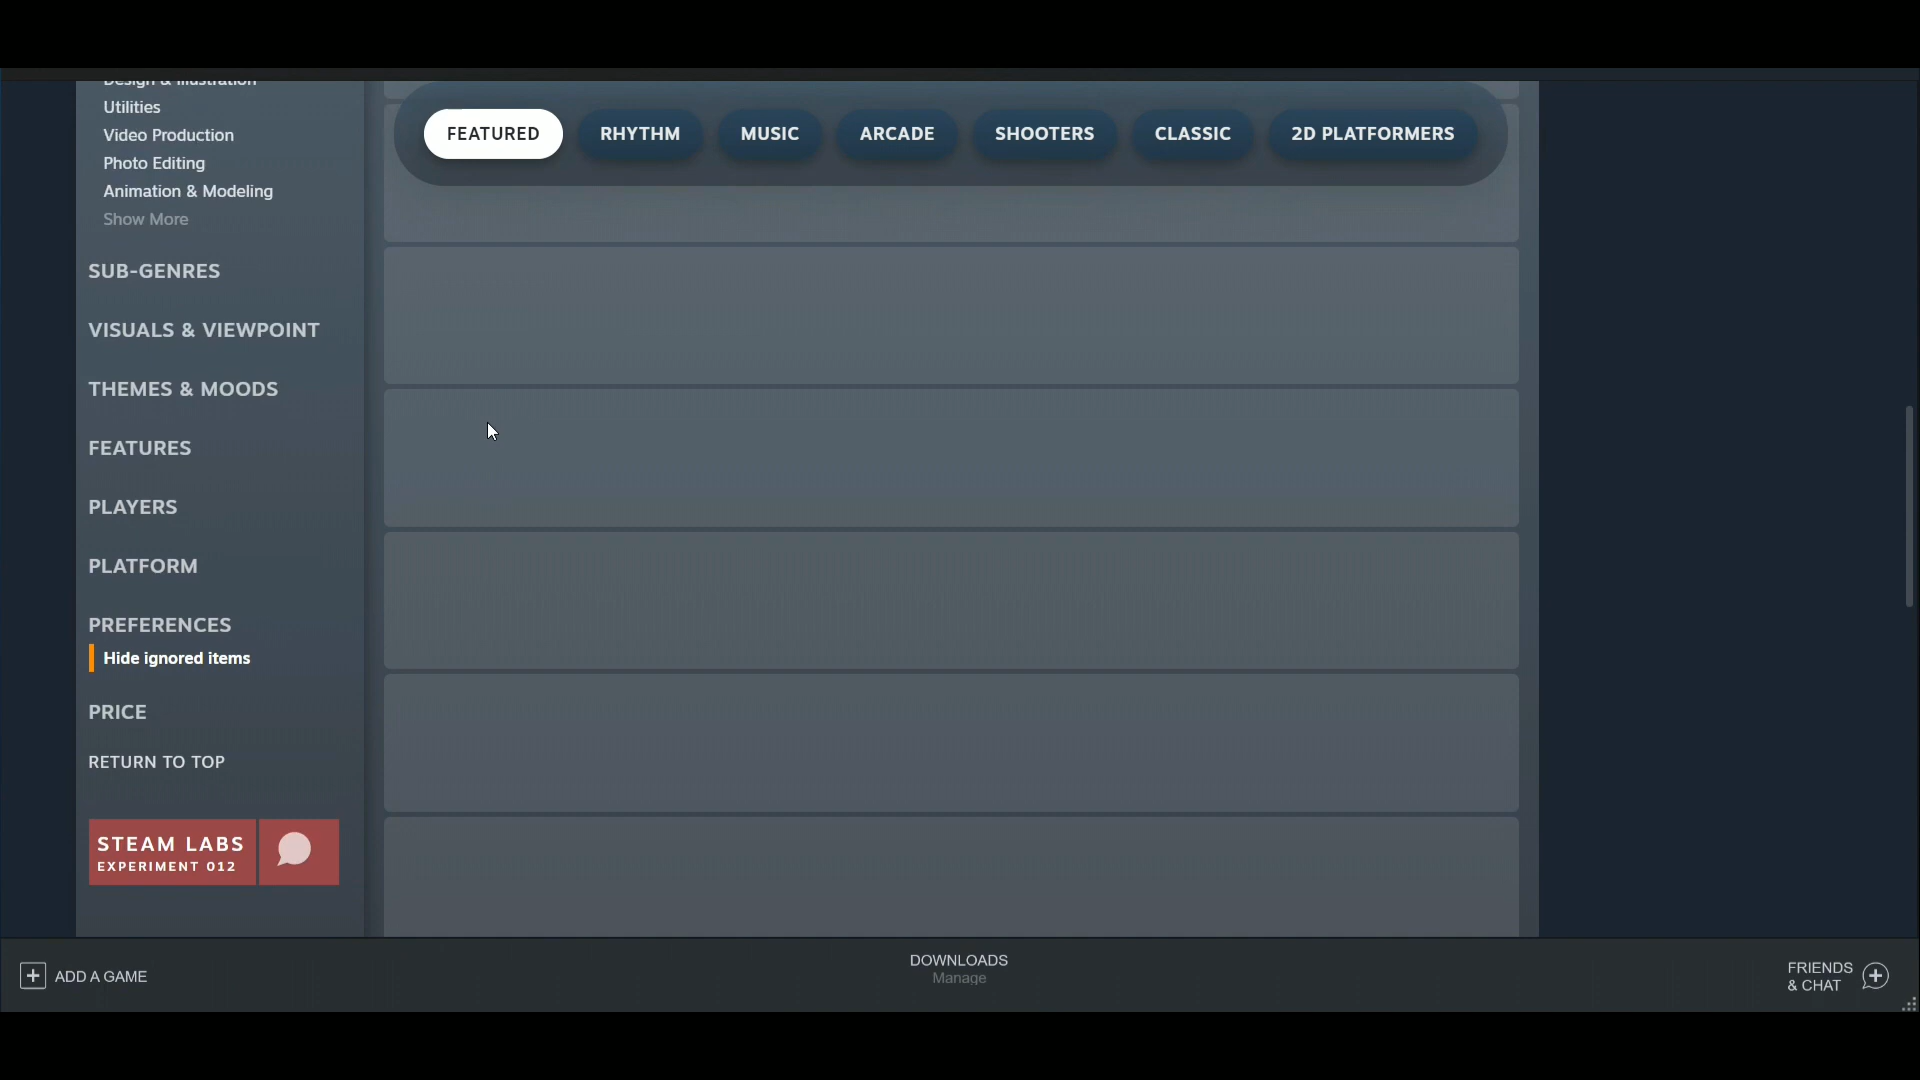 Design & Illustration
Utilities
Video Production
Photo Editing
Animation & Modeling
Show More
SUB-GENRES
VISUALS & VIEWPOINT
THEMES & MOODS
FEATURES
PLAYERS
PLATFORM
PREFERENCES
Hide ignored items
PRICE
RETURN TO TOP
STEAM LABS
EXPERIMENT 012
FEATURED
RHYTHM
MUSIC
ARCADE
SHOOTERS
CLASSIC
2D PLATFORMERS
ADD A GAME
DOWNLOADS
Manage
FRIENDS
& CHAT